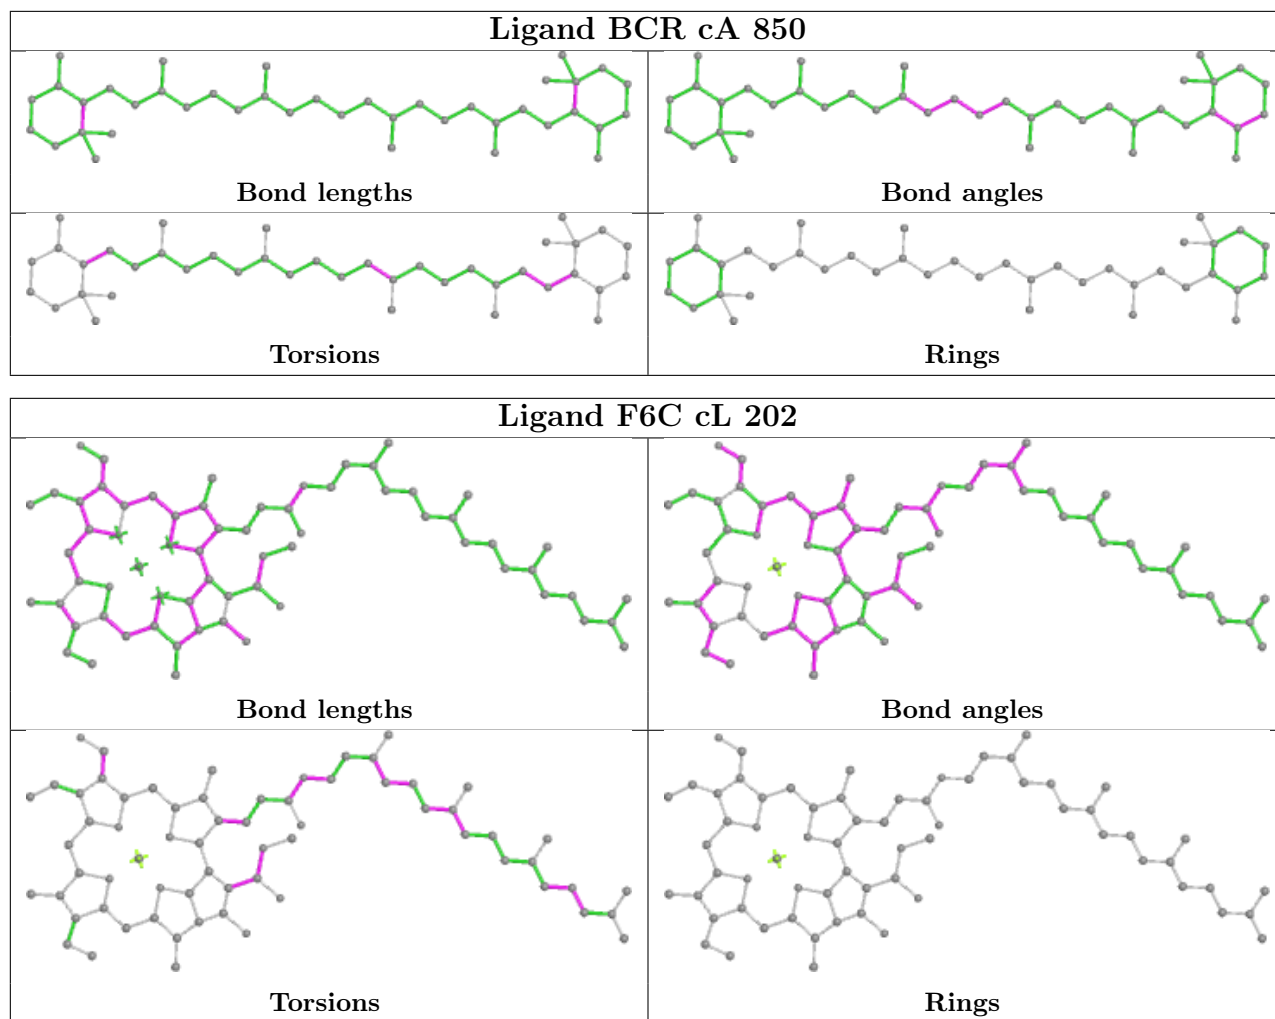 Ligand BCR cA 850
Bond lengths
Bond angles
Torsions
Rings
Ligand F6C cL 202
Bond lengths
Bond angles
Torsions
Rings